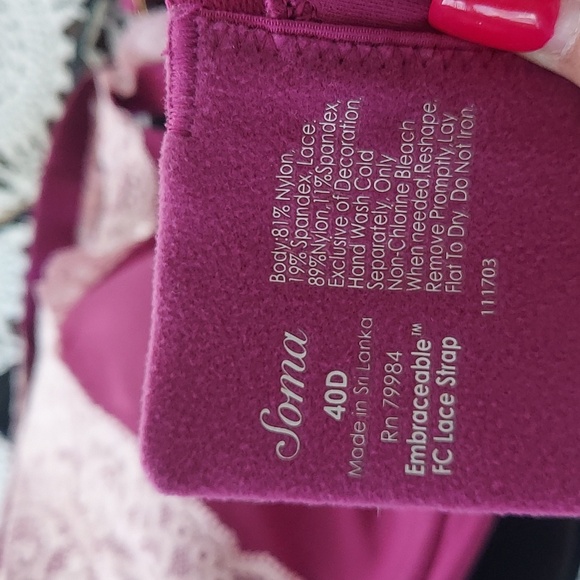 Soma
40D
Made in Sri Lanka
Rn 79984
Embraceable™
FC Lace Strap
Body:81% Nylon,
19% Spandex, Lace:
89%Nylon, 11%Spandex,
Exclusive of Decoration,
Hand Wash Cold
Separately, Only
Non-Chlorine Bleach
When needed,Reshape,
Remove Promptly, Lay
Flat To Dry. Do Not Iron.
111703